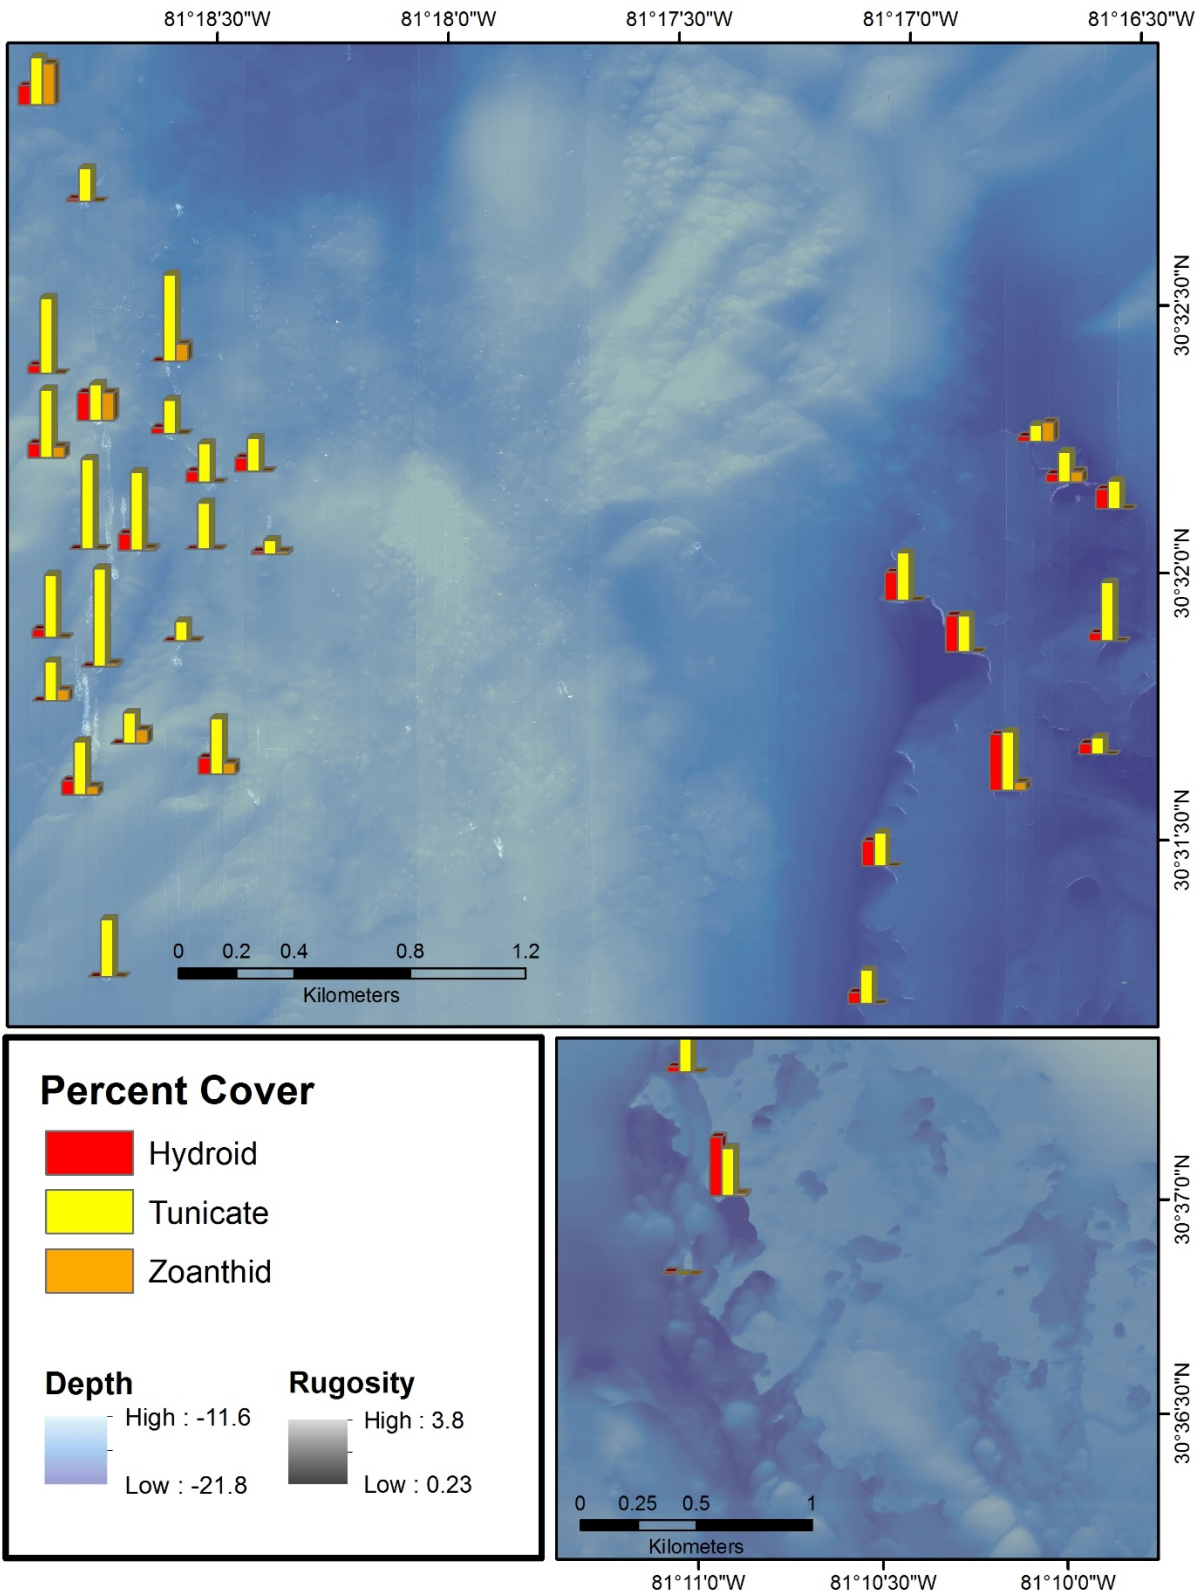 81°18'30"W 81°18'0"W 81°17'30"W 81°17'0"W 81°16'30"W
30°32'30"N
30°32'0"N
30°31'30"N
0 0.2 0.4 0.8 1.2
Kilometers
Percent Cover
Hydroid
Tunicate
Zoanthid
Depth
High : -11.6
Low : -21.8
Rugosity
High : 3.8
Low : 0.23
30°37'0"N
30°36'30"N
0 0.25 0.5 1
Kilometers
81°11'0"W 81°10'30"W 81°10'0"W